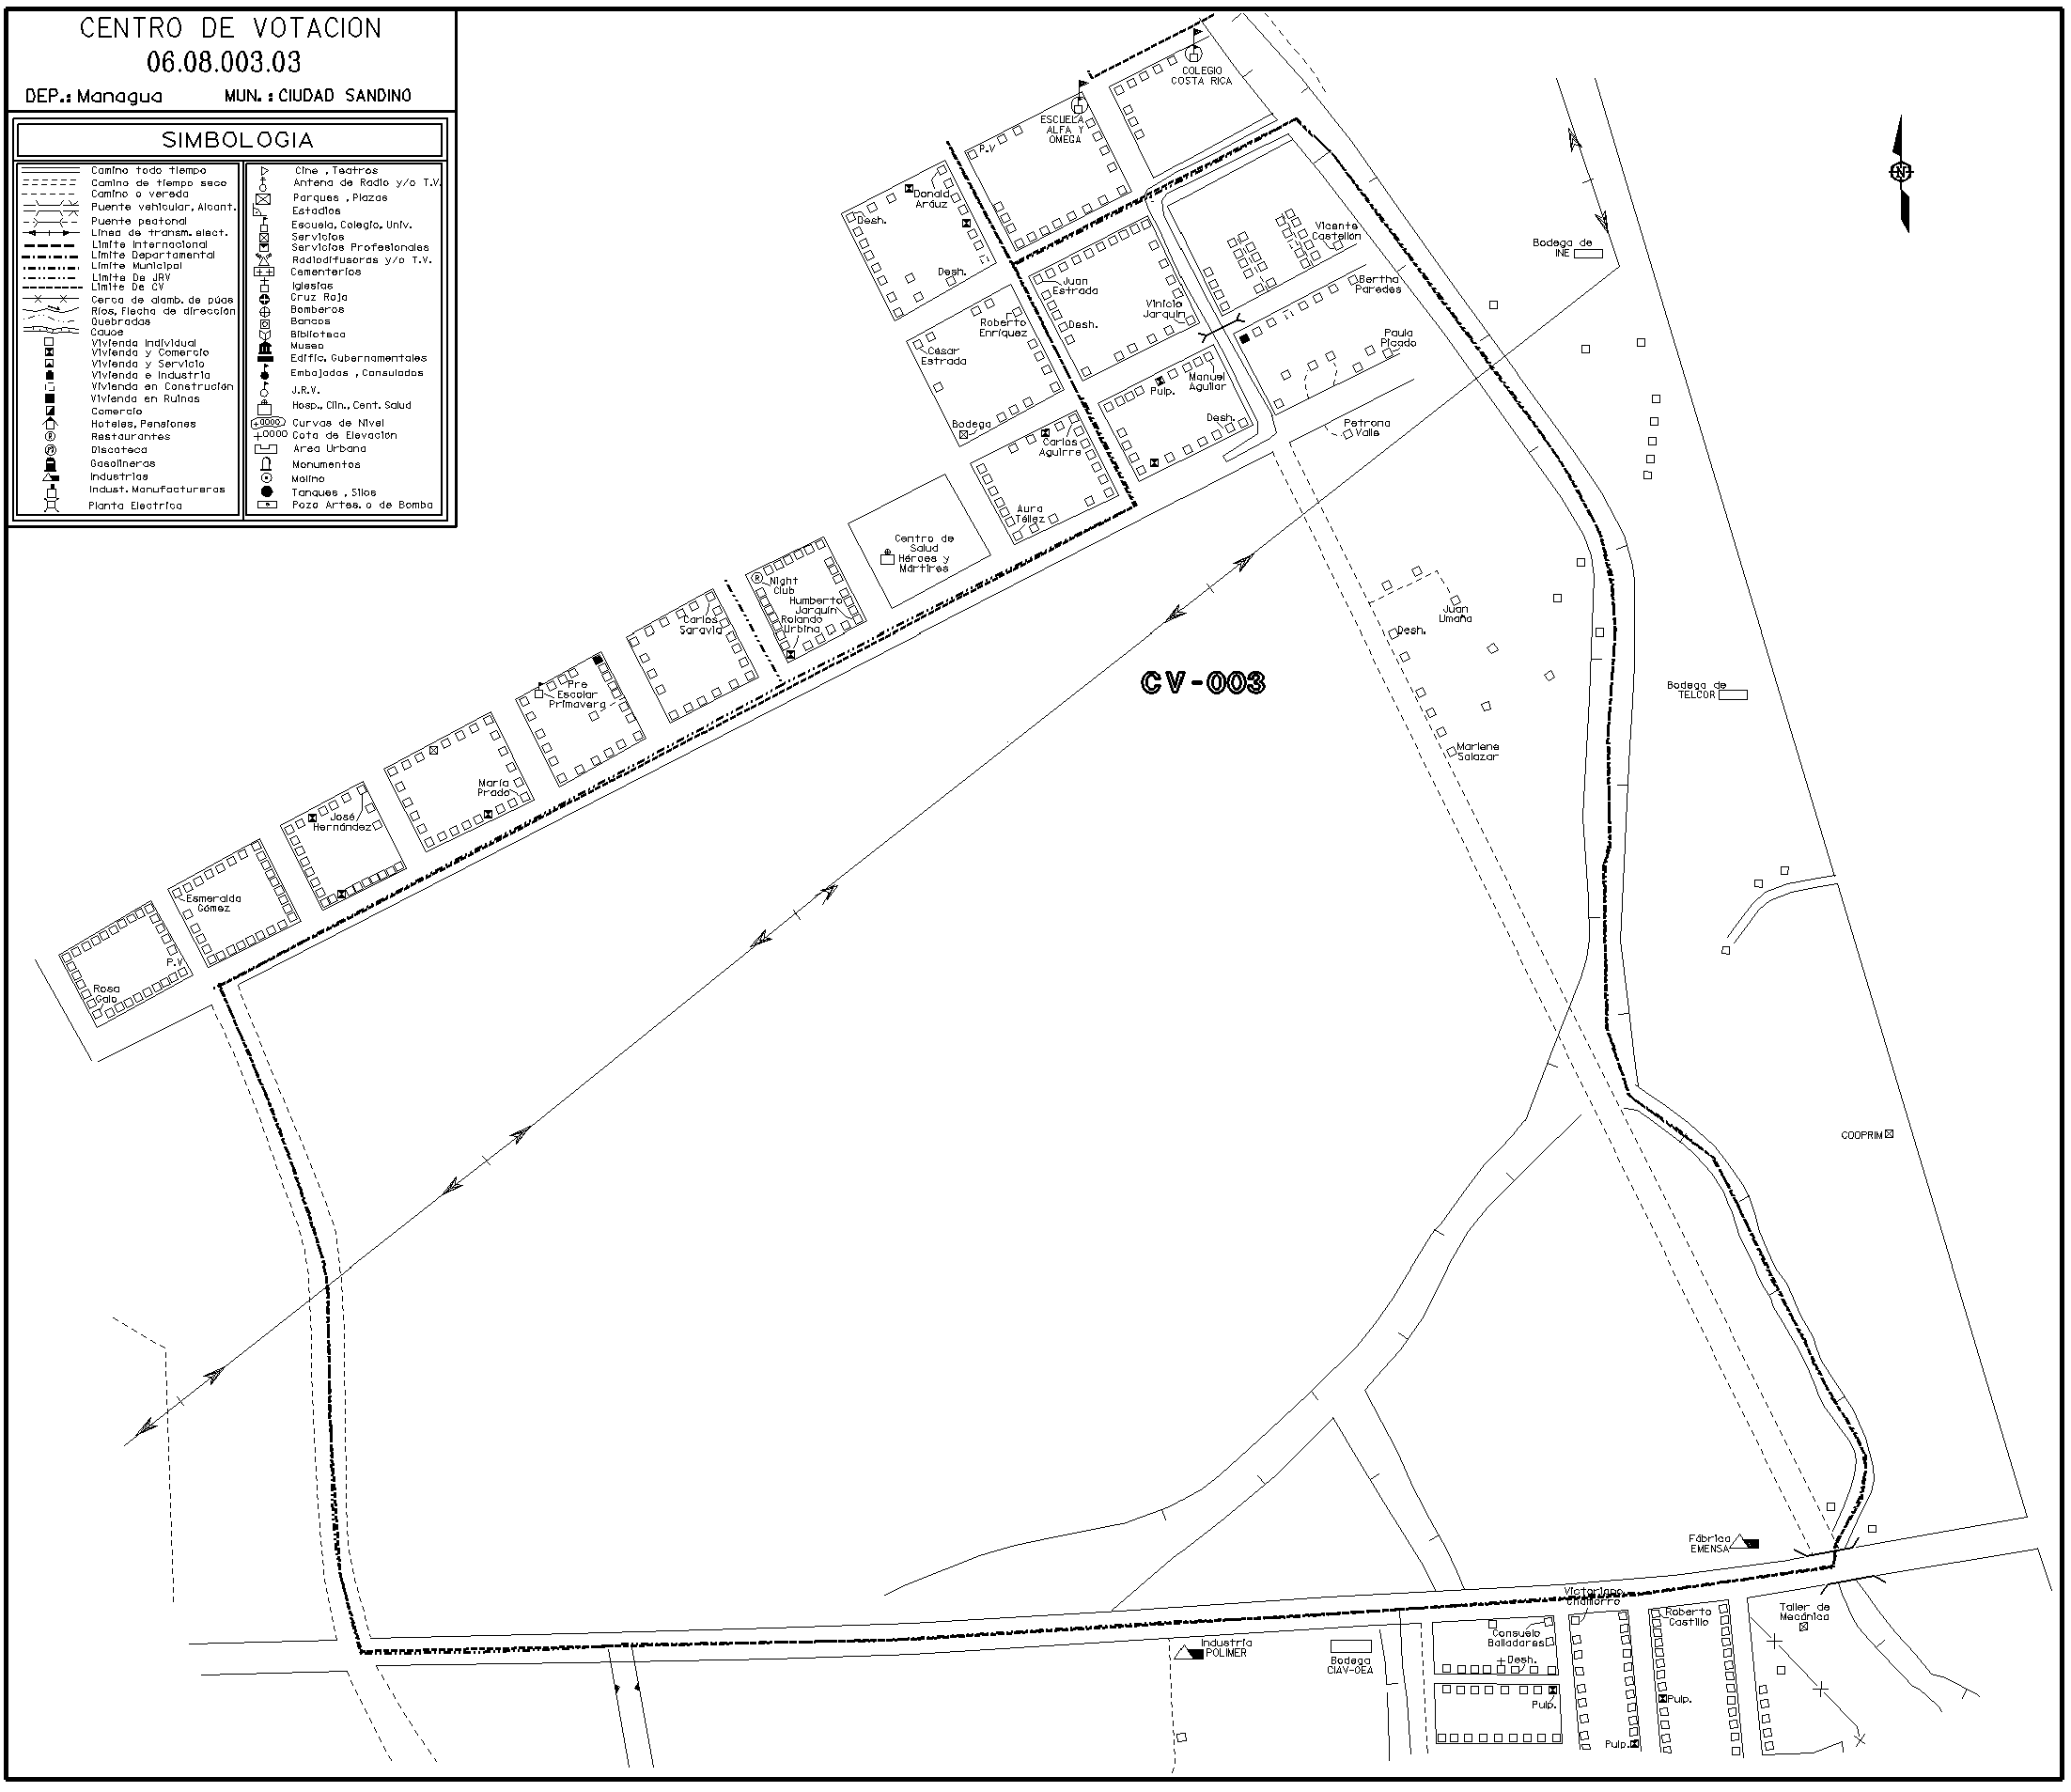 CENTRO DE VOTACION
06.08.003.03
DEP.: Managua MUN.: CIUDAD SANDINO
SIMBOLOGIA
Camino todo tiempo
Camino de tiempo seco
Camino o vereda
Puente vehicular, Alcant.
Puente peatonal
Linea de transm. elect.
Limite Internacional
Limite Departamental
Limite Municipal
Limite De JRV
Limite De CV
Cerca de alamb. de púas
Ríos, Flecha de dirección
Quebradas
Cauce
Vivienda Individual
Vivienda y Comercio
Vivienda y Servicio
Vivienda e Industria
Vivienda en Construción
Vivienda en Ruinas
Comercio
Hoteles, Pensiones
Restaurantes
Discoteca
Gasolineras
Industrias
Indust. Manufactureras
Planta Electrica
Cine , Teatros
Antena de Radio y/o T.V.
Parques , Plazas
Estadios
Escuela, Colegio, Univ.
Servicios
Servicios Profesionales
Radiodifusoras y/o T.V.
Cementerios
Iglesias
Cruz Roja
Bomberos
Bancos
Biblioteca
Museo
Edific. Gubernamentales
Embajadas , Consulados
J.R.V.
Hosp., Clin., Cent. Salud
Curvas de Nivel
Cota de Elevación
Area Urbana
Monumentos
Molino
Tanques , Silos
Pozo Artes. o de Bomba
COLEGIO
COSTA RICA
ESCUELA
ALFA Y
OMEGA
P.V
N
Donald
Aráuz
Desh.
Desh.
Vicente
Castellón
Bodega de
INE
Juan
Estrada
Bertha
Paredes
Vinicio
Jarquín
Desh.
Roberto
Enríquez
Paula
Picado
César
Estrada
Manuel
Aguilar
Pulp.
Desh.
Petrona
Valle
Bodega
Carlos
Aguirre
Aura
Téllez
Centro de
Salud
Héroes y
Mártires
R
Night
Club
Humberto
Jarquín
Rolando
Urbina
Carlos
Saravia
Juan
Umaña
Desh.
CV-003
Bodega de
TELCOR
Pre
Escolar
Primavera
Marlene
Salazar
María
Prado
José
Hernández
Esmeralda
Gómez
P.V
Rosa
Galo
COOPRIM
Fábrica
EMENSA
Victoriano
Chamorro
Roberto
Castillo
Taller de
Mecánica
Consuelo
Balladares
Desh.
Industria
POLIMER
Bodega
CIAV-OEA
Pulp.
Pulp.
Pulp.